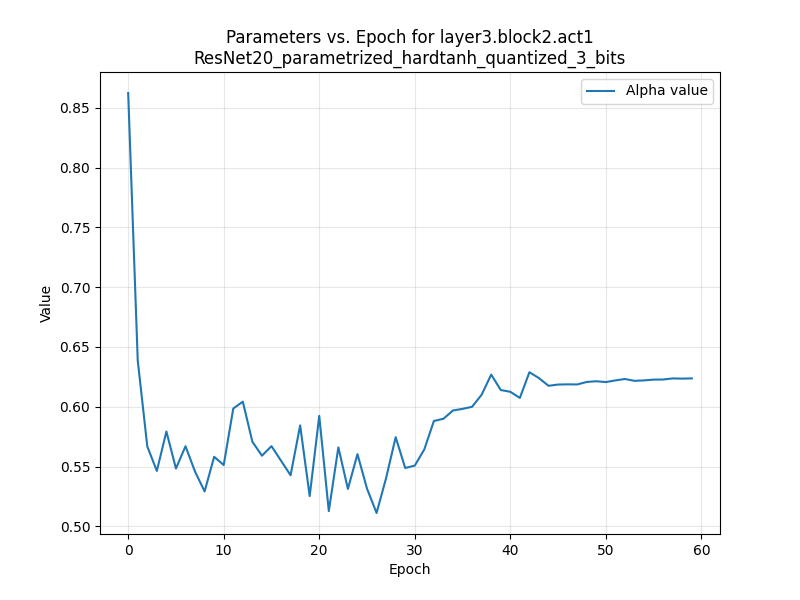 Parameters vs. Epoch for layer3.block2.act1
ResNet20_parametrized_hardtanh_quantized_3_bits
Alpha value
0.85
0.80
0.75
0.70
0.65
0.60
0.55
0.50
Value
0 10 20 30 40 50 60
Epoch